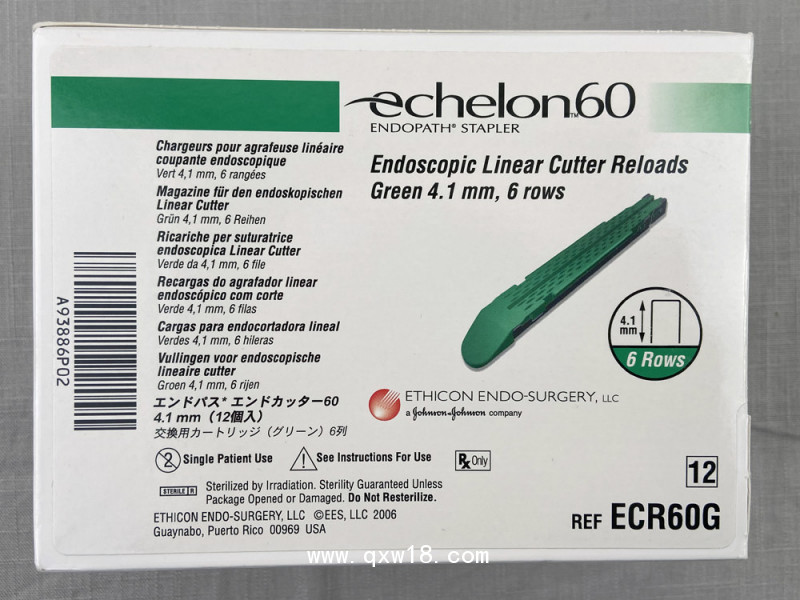 echelon60™
ENDOPATH® STAPLER
Endoscopic Linear Cutter Reloads
Green 4.1 mm, 6 rows
Chargeurs pour agrafeuse linéaire
coupante endoscopique
Vert 4,1 mm, 6 rangées
Magazine für den endoskopischen
Linear Cutter
Grün 4,1 mm, 6 Reihen
Ricariche per suturatrice
endoscopica Linear Cutter
Verde da 4,1 mm, 6 file
Recargas do agrafador linear
endoscópico com corte
Verde 4,1 mm, 6 filas
Cargas para endocortadora lineal
Verdes 4,1 mm, 6 hileras
Vullingen voor endoscopische
lineaire cutter
Groen 4,1 mm, 6 rijen
エンドパス* エンドカッター60
4.1 mm（12個入）
交換用カートリッジ（グリーン）6列
A93886P02
4.1
mm
6 Rows
ETHICON ENDO-SURGERY, LLC
a Johnson&Johnson company
2 Single Patient Use
! See Instructions For Use
Rx Only
STERILE R
Sterilized by Irradiation. Sterility Guaranteed Unless
Package Opened or Damaged. Do Not Resterilize.
ETHICON ENDO-SURGERY, LLC ©EES, LLC 2006
Guaynabo, Puerto Rico 00969 USA
12
REF ECR60G
www.qxw18.com